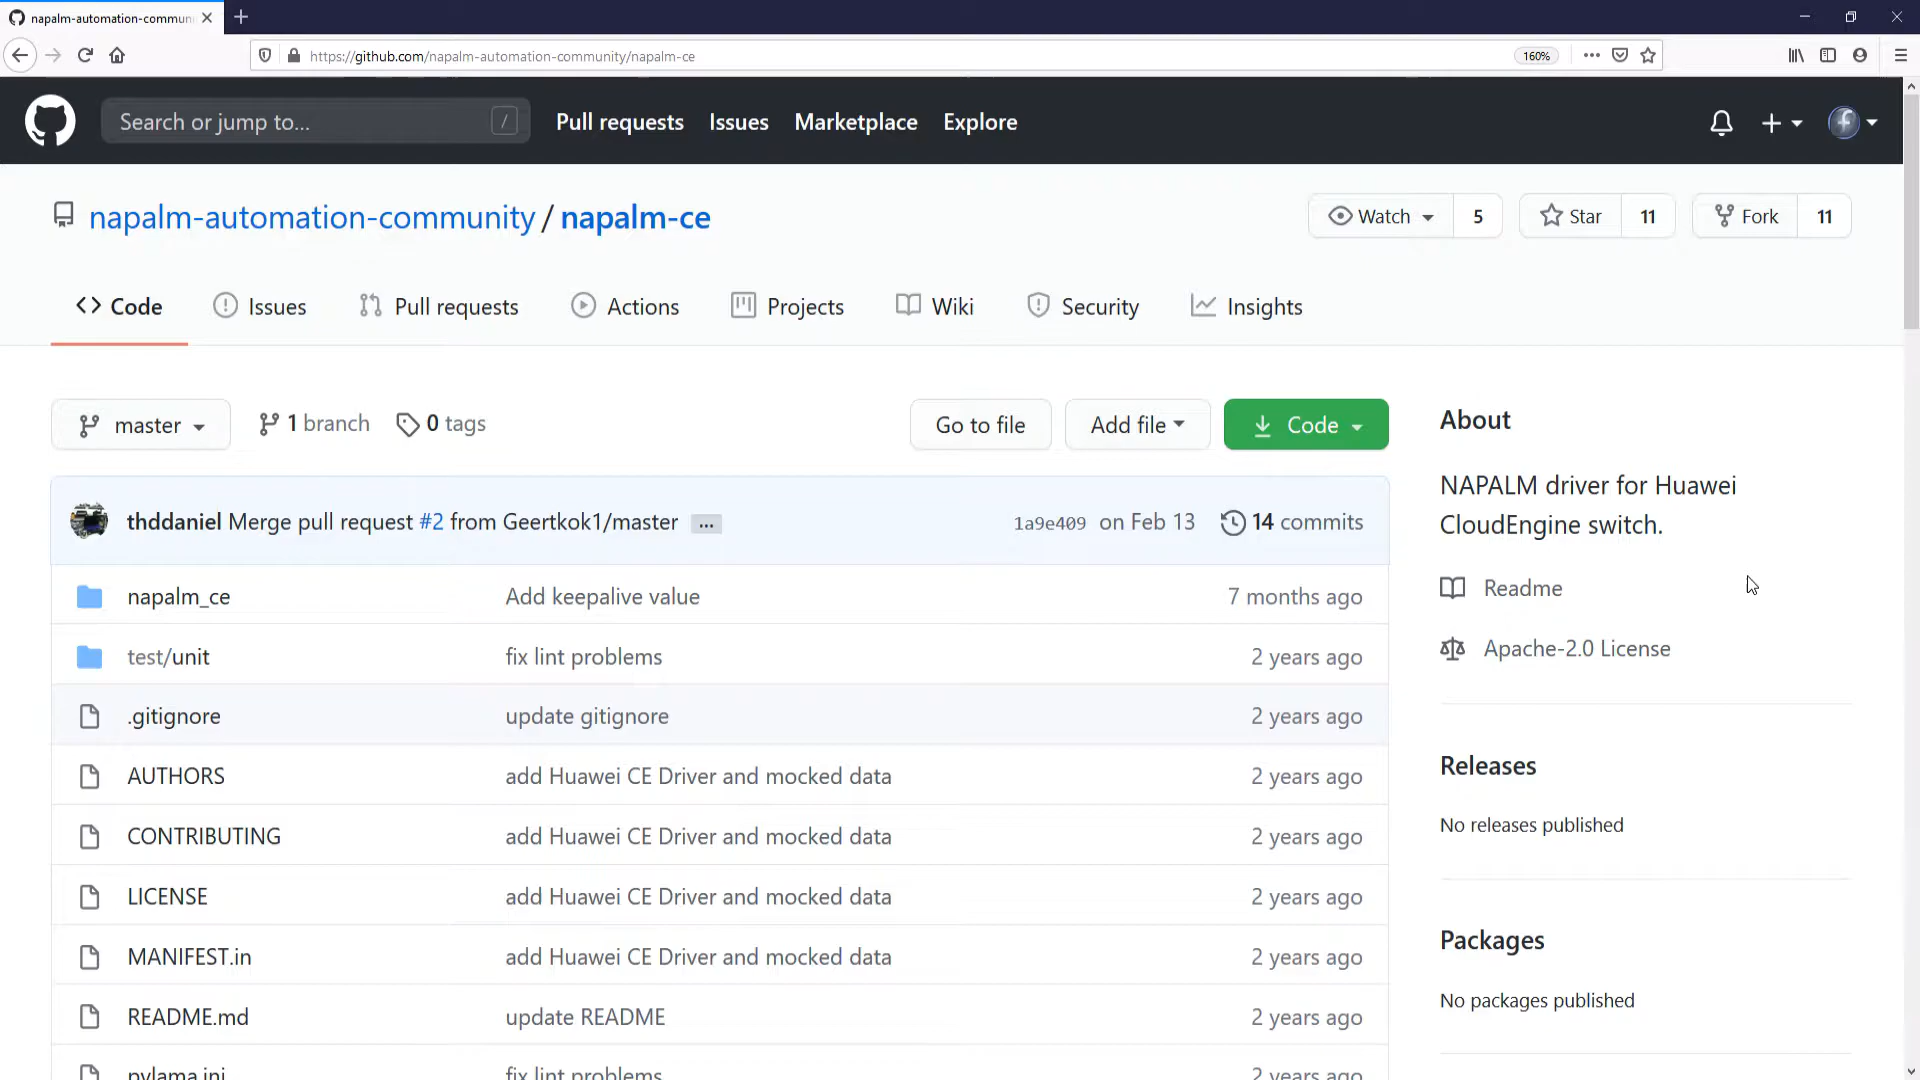 napalm-automation-commun
https://github.com/napalm-automation-community/napalm-ce
160%
Search or jump to...
/
Pull requests
Issues
Marketplace
Explore
napalm-automation-community / napalm-ce
Watch 5
Star 11
Fork 11
Code
Issues
Pull requests
Actions
Projects
Wiki
Security
Insights
master
1 branch
0 tags
Go to file
Add file
Code
thddaniel Merge pull request #2 from Geertkok1/master ...
1a9e409 on Feb 13
14 commits
napalm_ce Add keepalive value 7 months ago
test/unit fix lint problems 2 years ago
.gitignore update gitignore 2 years ago
AUTHORS add Huawei CE Driver and mocked data 2 years ago
CONTRIBUTING add Huawei CE Driver and mocked data 2 years ago
LICENSE add Huawei CE Driver and mocked data 2 years ago
MANIFEST.in add Huawei CE Driver and mocked data 2 years ago
README.md update README 2 years ago
pylama.ini fix lint problems 2 years ago
About
NAPALM driver for Huawei
CloudEngine switch.
Readme
Apache-2.0 License
Releases
No releases published
Packages
No packages published